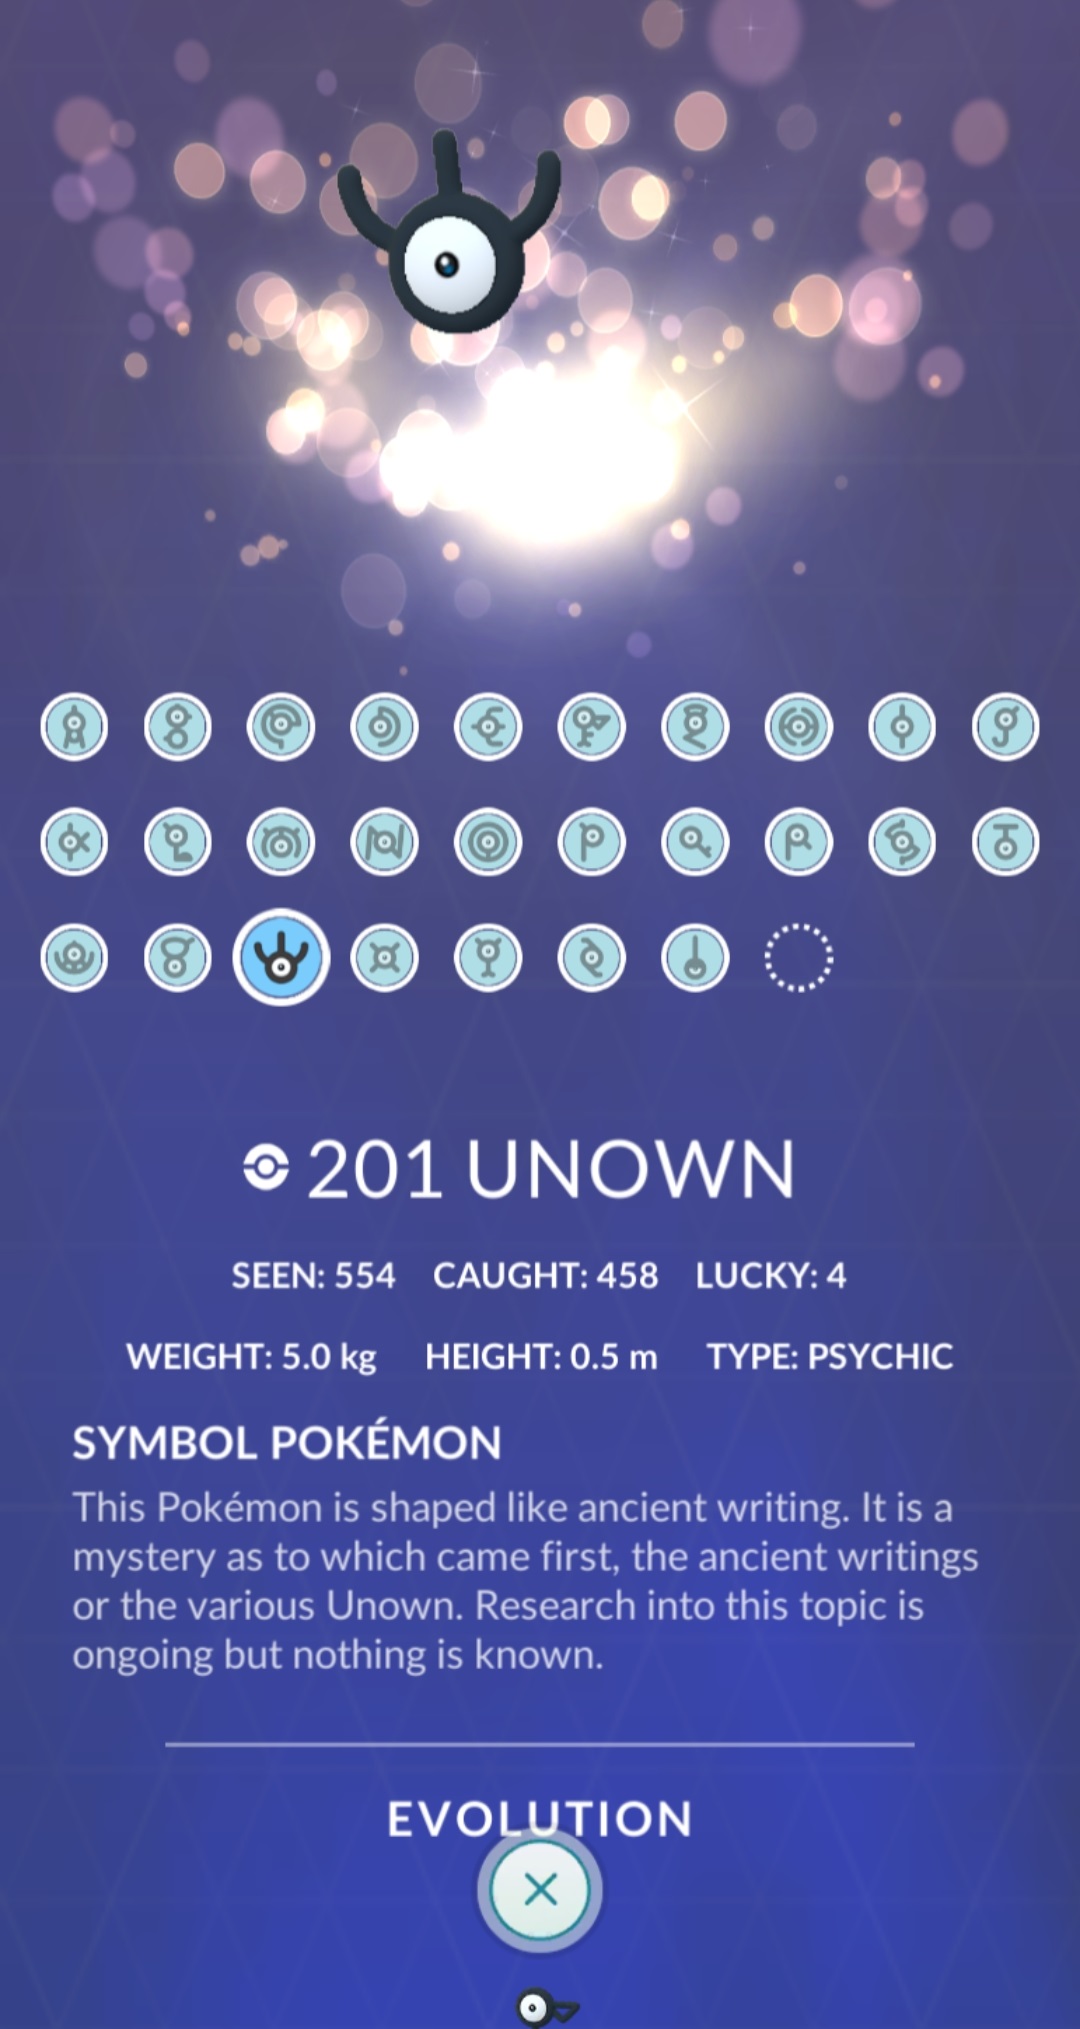 201 UNOWN
SEEN: 554 CAUGHT: 458 LUCKY: 4
WEIGHT: 5.0 kg HEIGHT: 0.5 m TYPE: PSYCHIC
SYMBOL POKÉMON
This Pokémon is shaped like ancient writing. It is a
mystery as to which came first, the ancient writings
or the various Unown. Research into this topic is
ongoing but nothing is known.
EVOLUTION